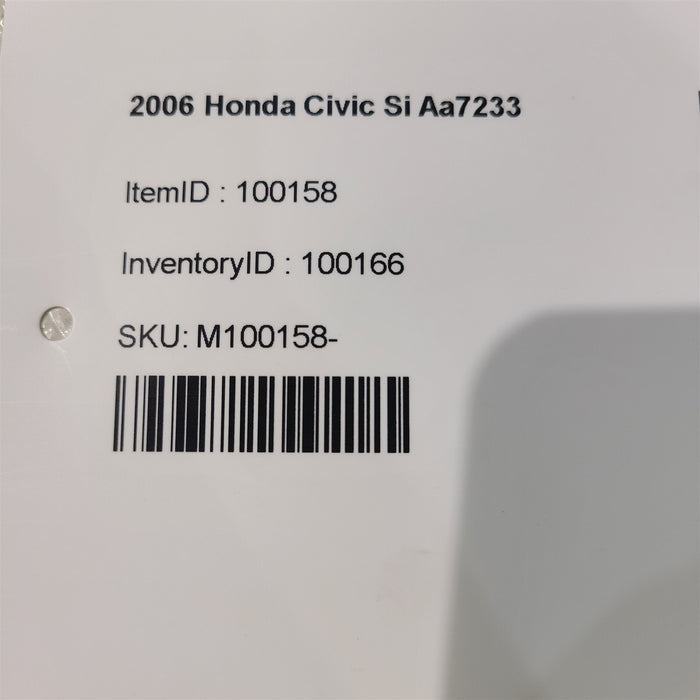 2006 Honda Civic Si Aa7233
ItemID : 100158
InventoryID : 100166
SKU: M100158-